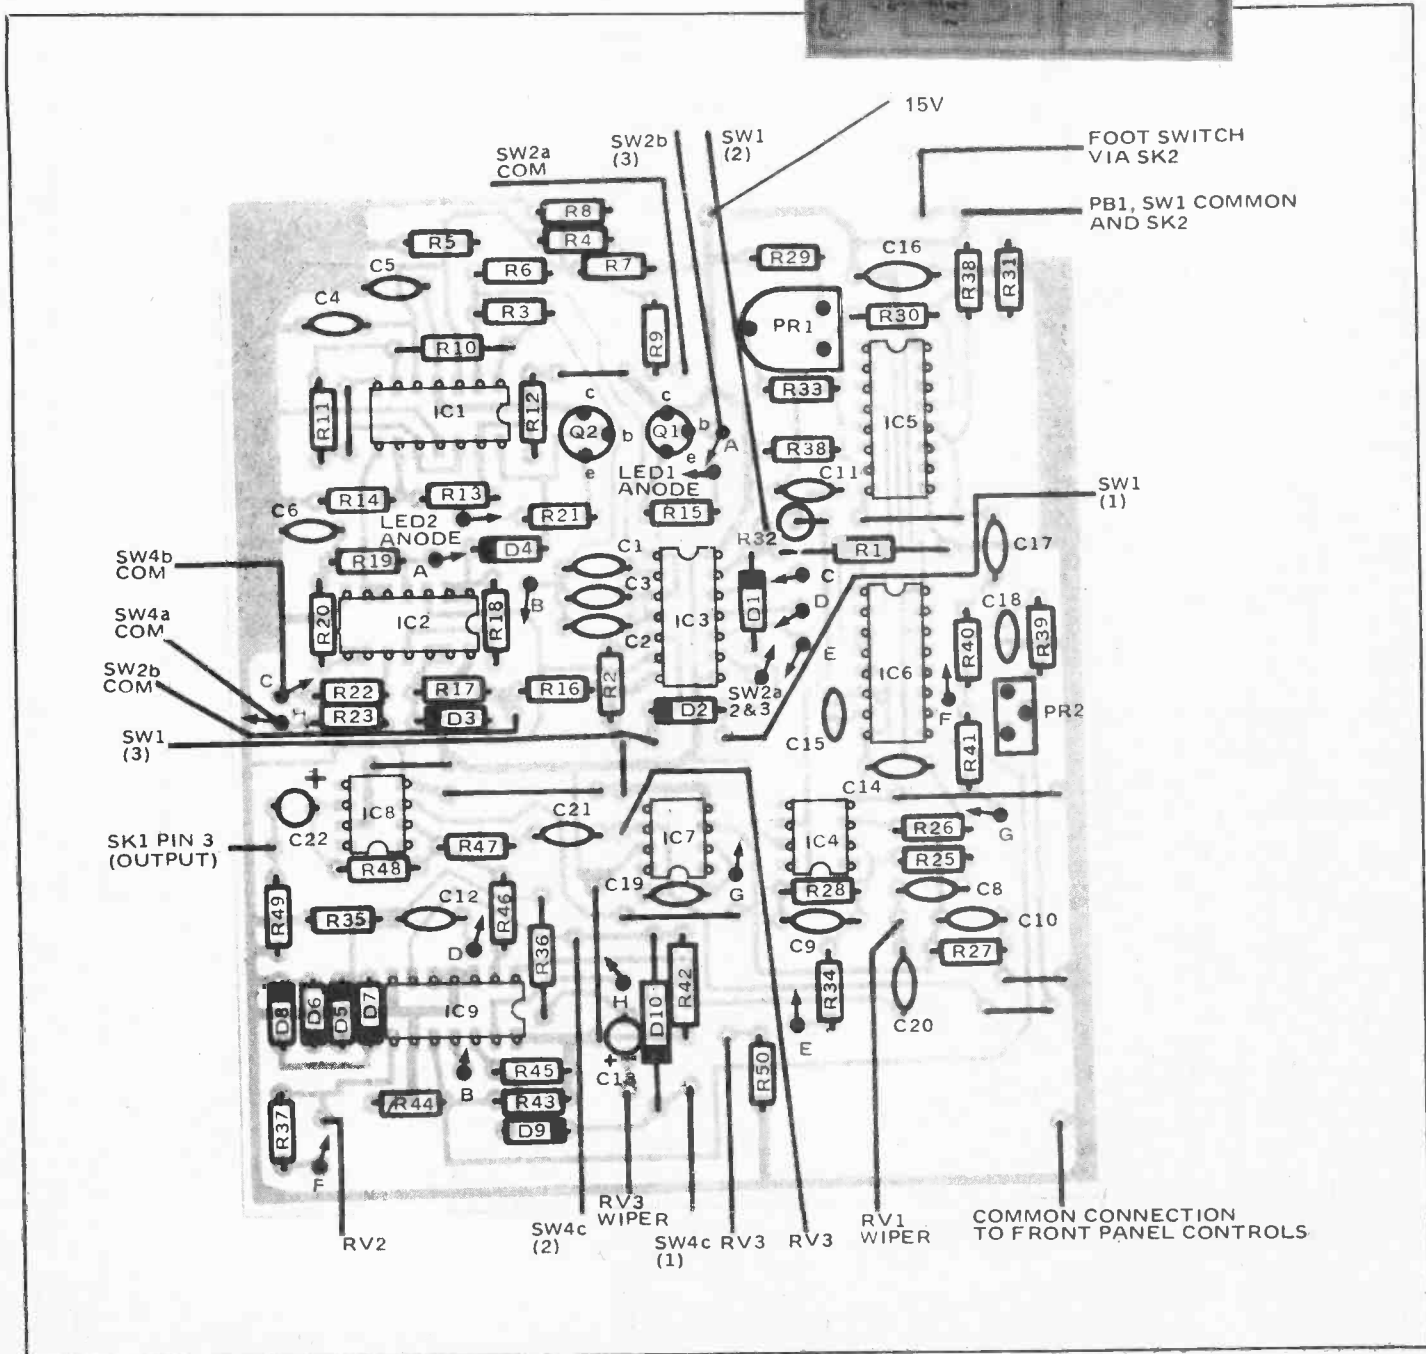 15V
SW2b
(3)
SW1
(2)
FOOT SWITCH
VIA SK2
SW2a
COM
PB1, SW1 COMMON
AND SK2
R8
R5
R4
R7
R6
R29
C16
R38
R31
C5
C4
R3
R9
PR1
R30
R10
R33
R11
IC1
R12
c
Q2
b
e
c
Q1
b
e
A
IC5
R38
LED1
ANODE
C11
SW1
(1)
R14
R13
C6
LED2
ANODE
R21
R15
R32
R1
C17
SW4b
COM
R19
A
D4
C1
C
C3
D
D1
B
C18
R39
SW4a
COM
R20
IC2
R18
C2
IC3
E
R40
IC6
SW2b
COM
C
H
R22
R23
R17
D3
R16
R2
D2
SW2a
2&3
F
PR2
C15
R41
SW1
(3)
+
C14
IC8
C22
C21
IC7
IC4
G
R26
R25
SK1 PIN 3
(OUTPUT)
R47
R48
C19
G
R28
C8
R49
R35
C12
R46
D
R36
C9
C10
R27
D8
D6
D5
D7
IC9
H
D10
R42
R34
E
C20
+
B
R45
R50
R44
R43
R37
D9
F
RV2
SW4c
(2)
RV3
WIPER
SW4c
(1)
RV3
RV3
RV1
WIPER
COMMON CONNECTION
TO FRONT PANEL CONTROLS